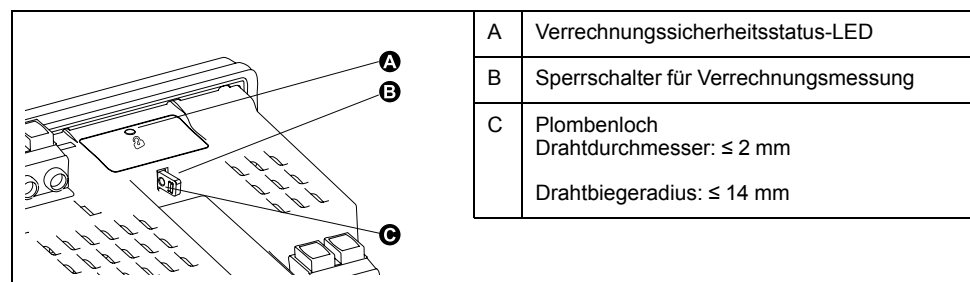 A
B
C
A Verrechnungssicherheitsstatus-LED
B Sperrschalter für Verrechnungsmessung
C Plombenloch
Drahtdurchmesser: ≤ 2 mm
Drahtbiegeradius: ≤ 14 mm